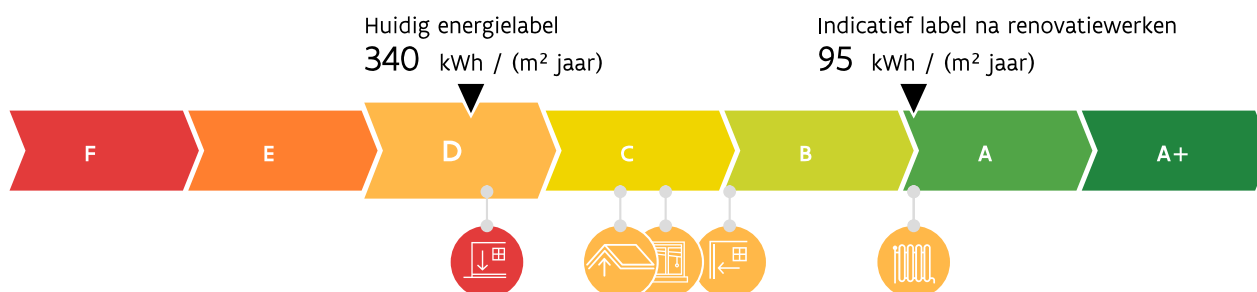 Huidig energielabel
340 kWh / (m² jaar)
Indicatief label na renovatiewerken
95 kWh / (m² jaar)
F E D C B A A+